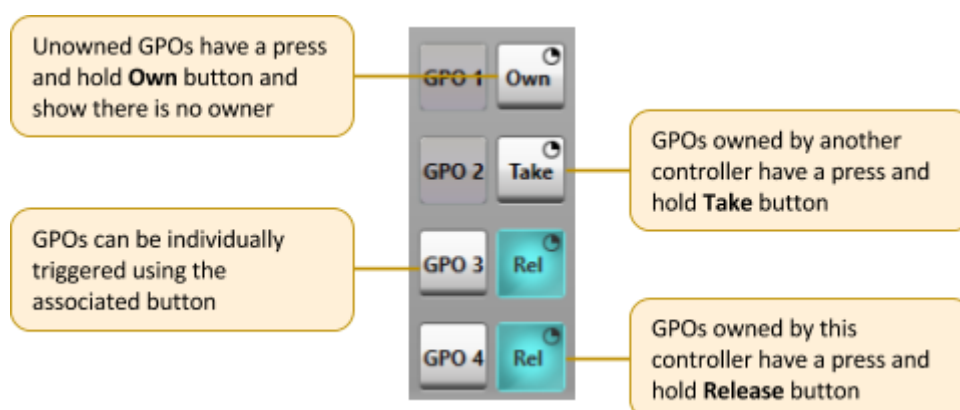 Unowned GPOs have a press
and hold Own button and
show there is no owner
GPO 1 Own
GPO 2 Take
GPOs owned by another
controller have a press and
hold Take button
GPOs can be individually
triggered using the
associated button
GPO 3 Rel
GPO 4 Rel
GPOs owned by this
controller have a press and
hold Release button